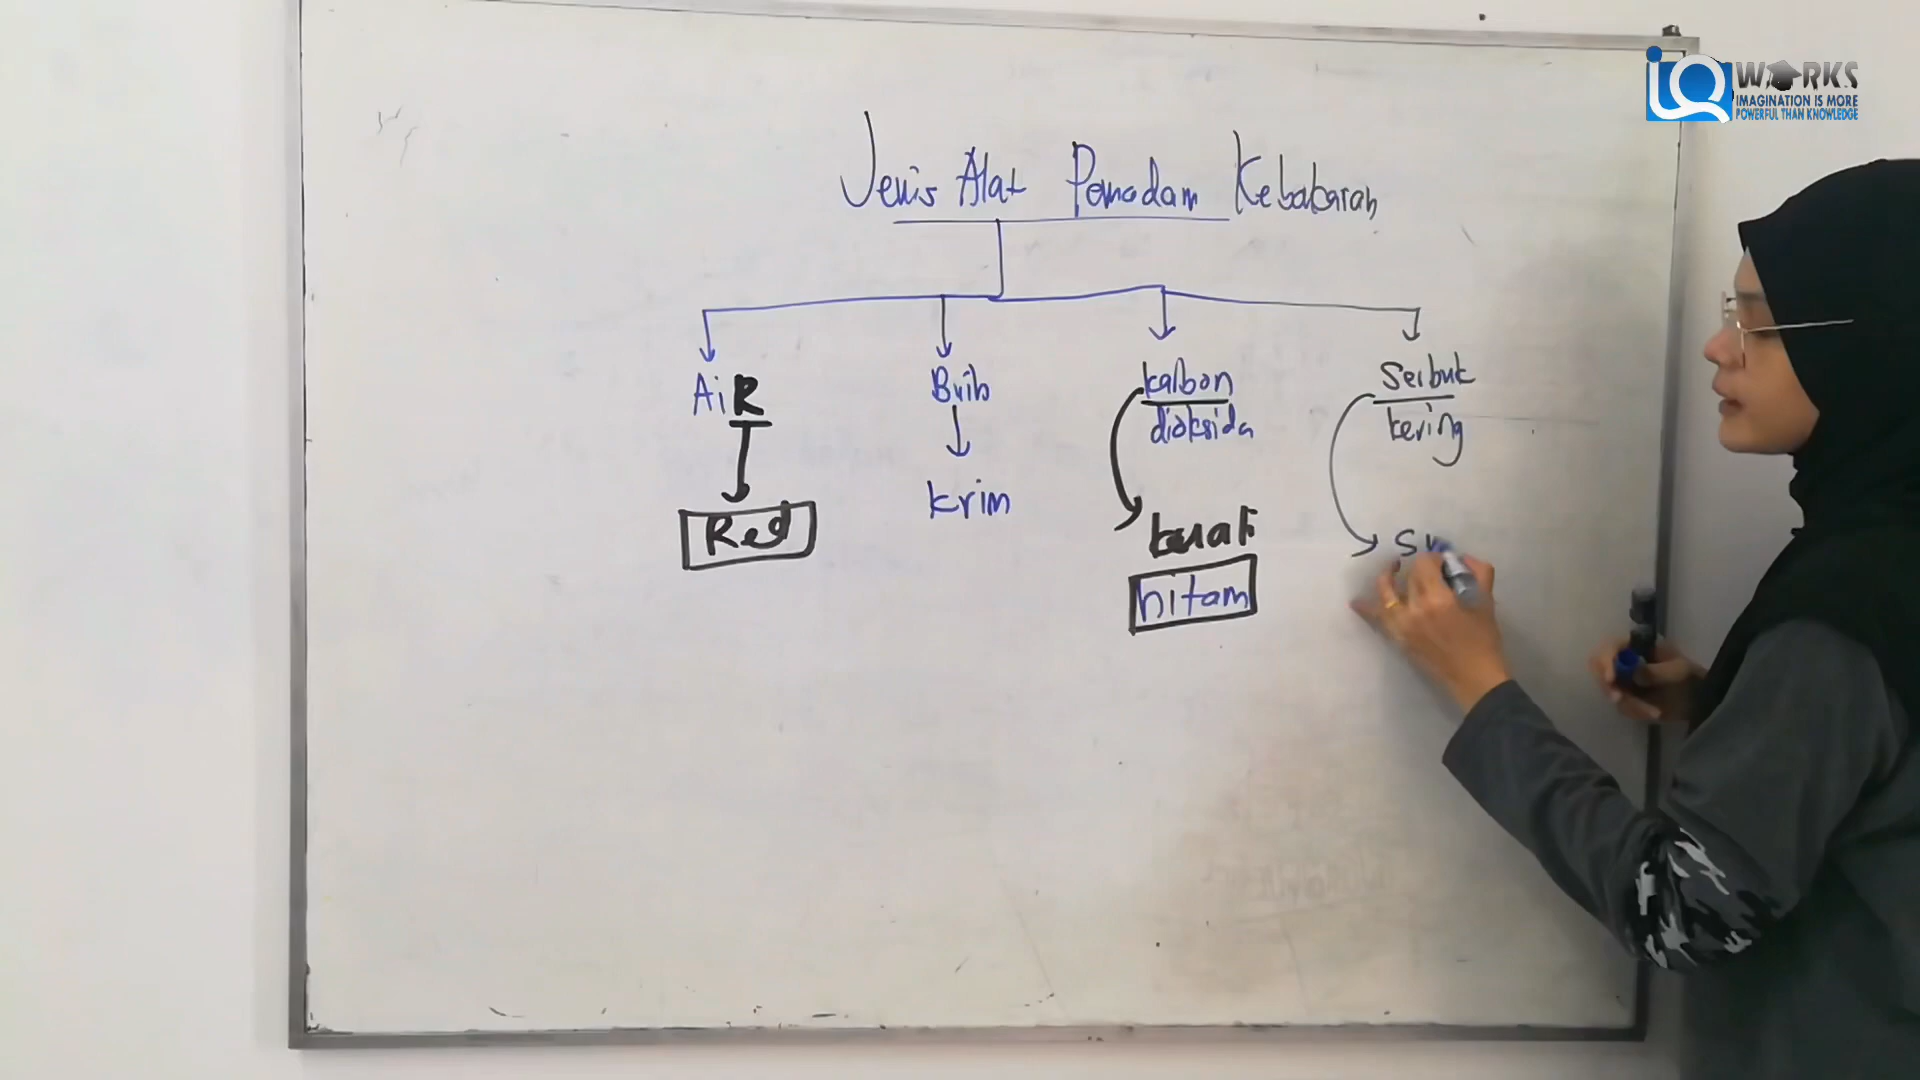 iQ WORKS
IMAGINATION IS MORE
POWERFUL THAN KNOWLEDGE
Jenis Alat Pemadam Kebakaran
AiR
Red
Buih
krim
karbon
dioksida
hitam
Serbuk
kering